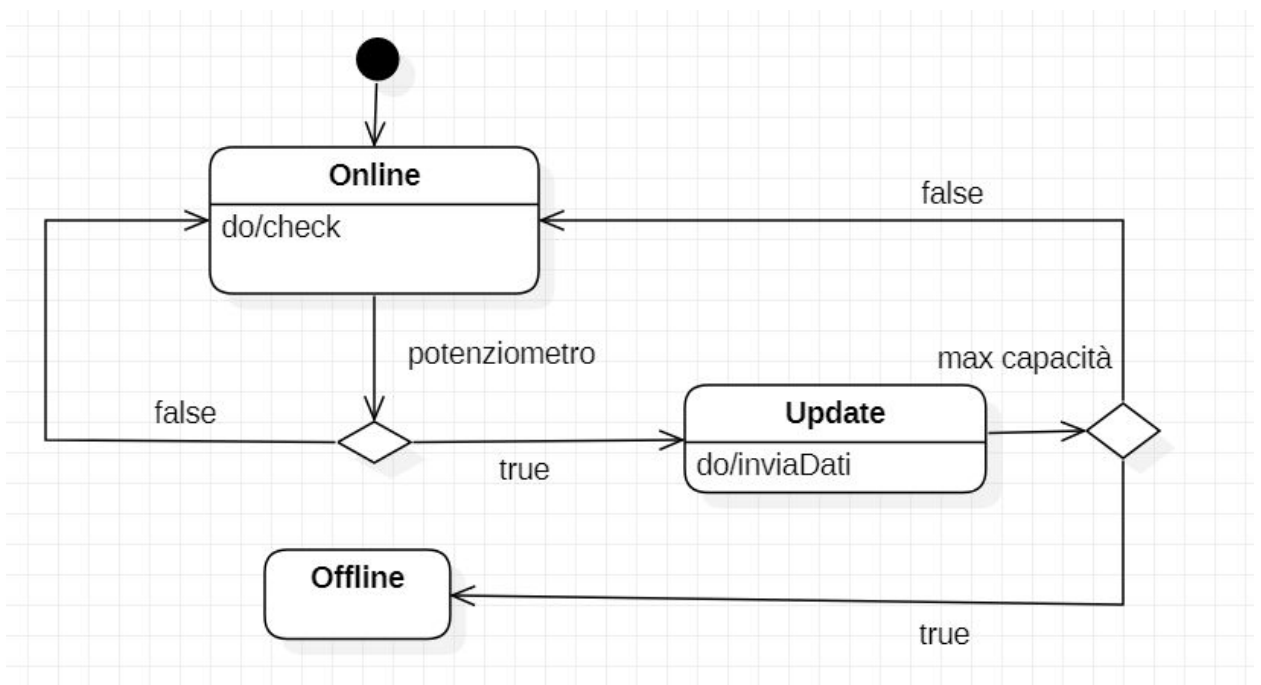 Online
false
do/check
potenziometro
max capacità
false
Update
true
do/inviaDati
Offline
true